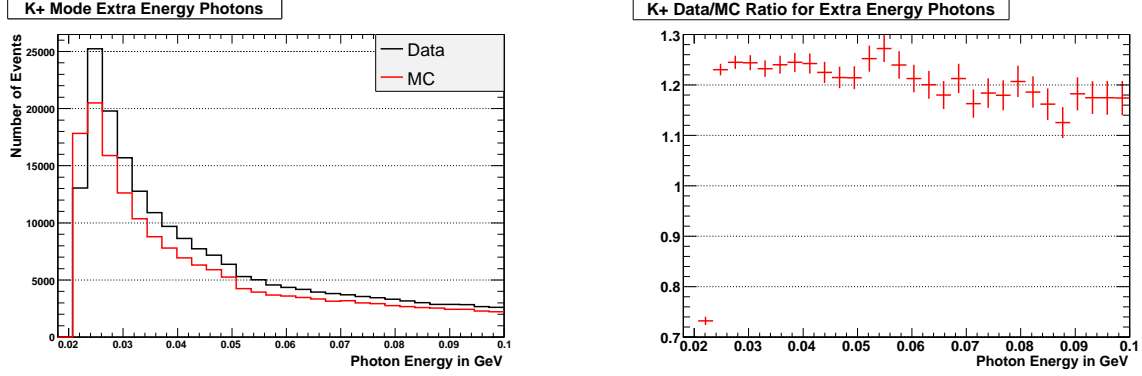 K+ Mode Extra Energy Photons
Number of Events
25000
20000
15000
10000
5000
0
Data
MC
0.02 0.03 0.04 0.05 0.06 0.07 0.08 0.09 0.1
Photon Energy in GeV
K+ Data/MC Ratio for Extra Energy Photons
1.3
1.2
1.1
1
0.9
0.8
0.7
0.02 0.03 0.04 0.05 0.06 0.07 0.08 0.09 0.1
Photon Energy in GeV